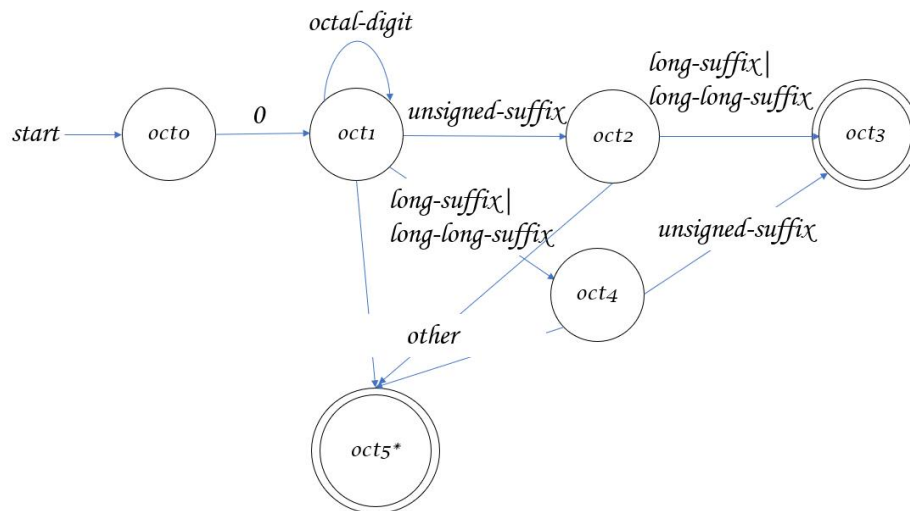 octal-digit
long-suffix|
long-long-suffix
start
oct0
0
oct1
unsigned-suffix
oct2
oct3
long-suffix|
long-long-suffix
unsigned-suffix
oct4
other
oct5*